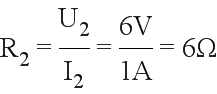 R₂ = U₂/I₂ = 6V/1A = 6Ω